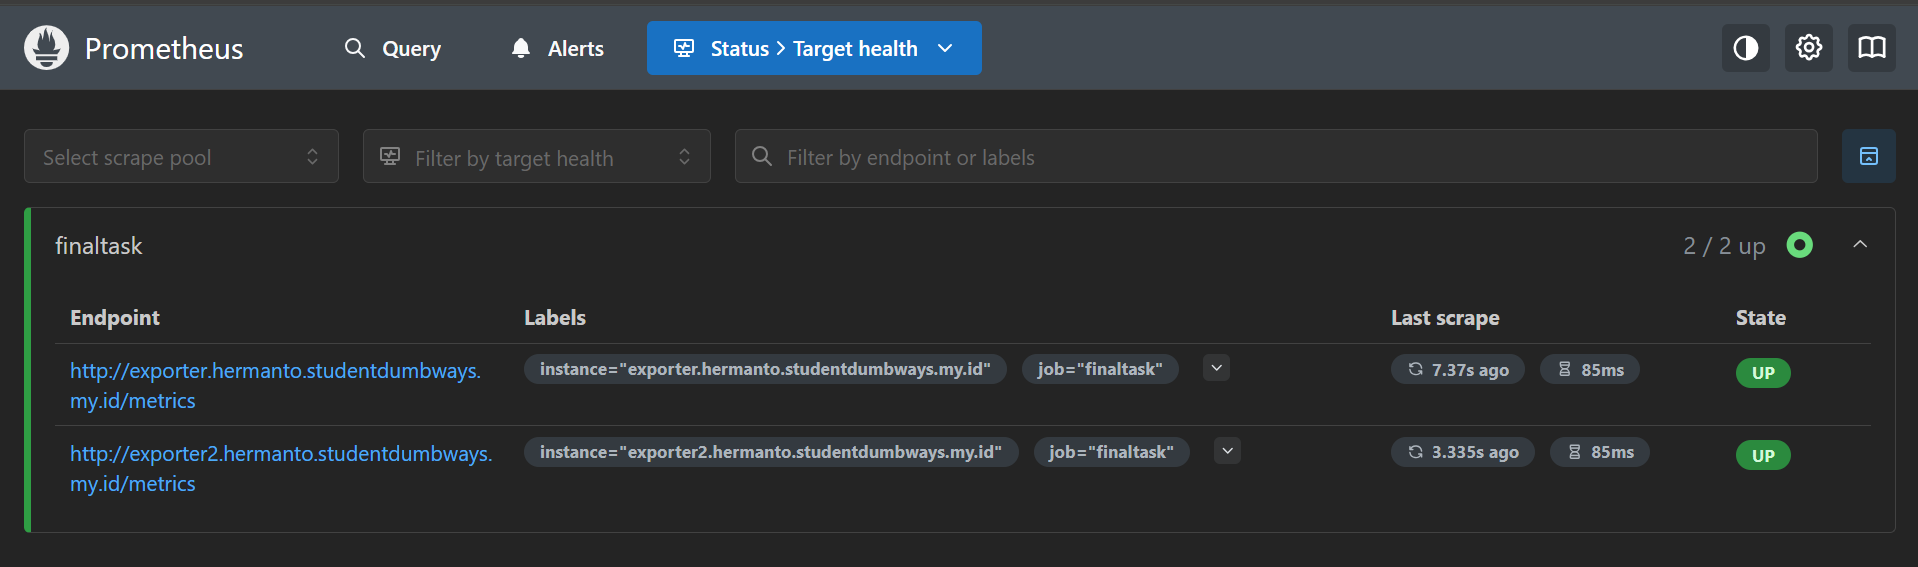 Prometheus
Query
Alerts
Status > Target health
Select scrape pool
Filter by target health
Filter by endpoint or labels
finaltask
2 / 2 up
Endpoint
Labels
Last scrape
State
http://exporter.hermanto.studentdumbways.
my.id/metrics
instance="exporter.hermanto.studentdumbways.my.id"
job="finaltask"
7.37s ago
85ms
UP
http://exporter2.hermanto.studentdumbways.
my.id/metrics
instance="exporter2.hermanto.studentdumbways.my.id"
job="finaltask"
3.335s ago
85ms
UP